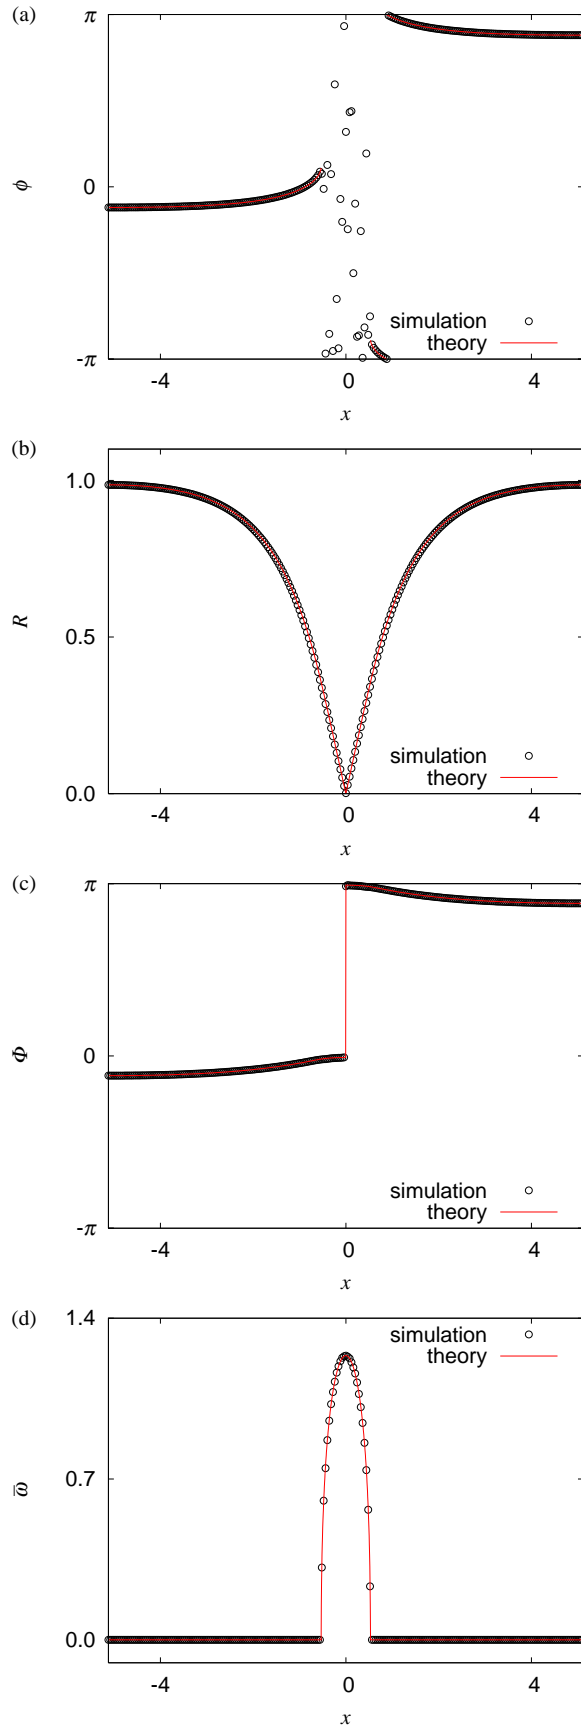 (a)
π
0
-π
ϕ
simulation
theory
-4
0
4
x
(b)
1.0
0.5
0.0
R
simulation
theory
-4
0
4
x
(c)
π
0
-π
Φ
simulation
theory
-4
0
4
x
(d)
1.4
0.7
0.0
ω̄
simulation
theory
-4
0
4
x